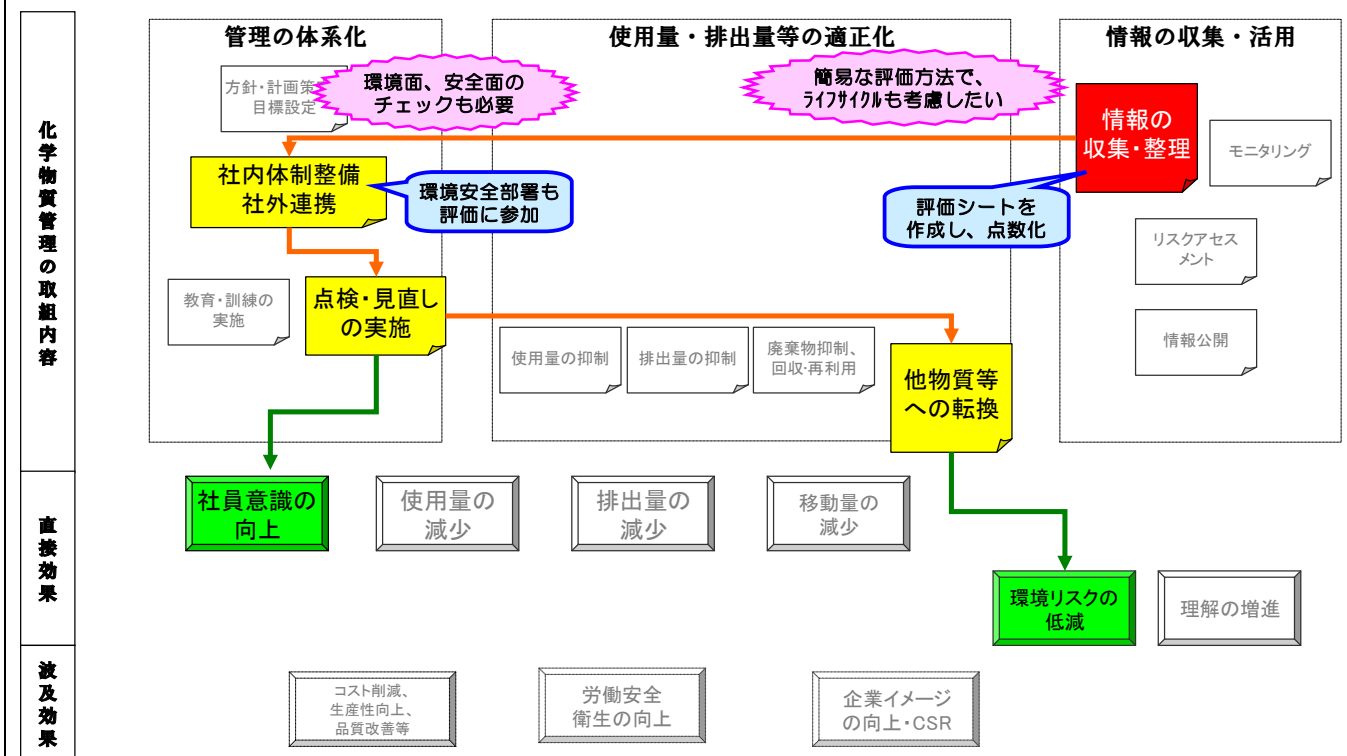 化学物質管理の取組内容
管理の体系化
使用量・排出量等の適正化
情報の収集・活用
方針・計画策
目標設定
環境面、安全面の
チェックも必要
簡易な評価方法で、
ﾗｲﾌｻｲｸﾙも考慮したい
情報の
収集・整理
モニタリング
社内体制整備
社外連携
環境安全部署も
評価に参加
評価シートを
作成し、点数化
リスクアセス
メント
教育・訓練の
実施
点検・見直し
の実施
使用量の抑制
排出量の抑制
廃棄物抑制、
回収・再利用
他物質等
への転換
情報公開
直接効果
社員意識の
向上
使用量の
減少
排出量の
減少
移動量の
減少
環境リスクの
低減
理解の増進
波及効果
コスト削減、
生産性向上、
品質改善等
労働安全
衛生の向上
企業イメージ
の向上・CSR